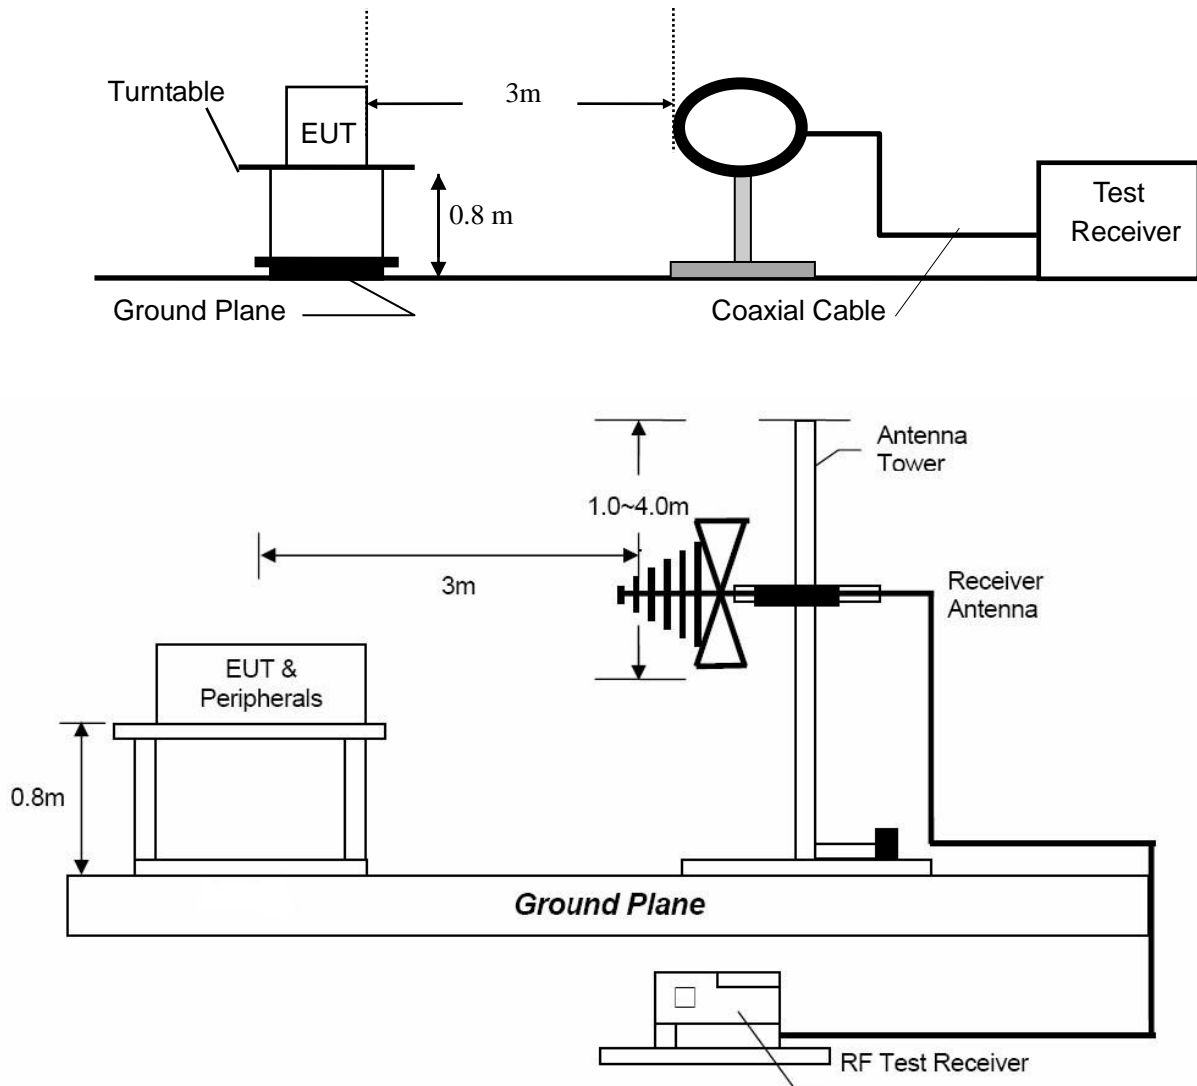 3m
Turntable
EUT
0.8 m
Test
Receiver
Ground Plane
Coaxial Cable
Antenna
Tower
1.0~4.0m
3m
Receiver
Antenna
EUT &
Peripherals
0.8m
Ground Plane
RF Test Receiver